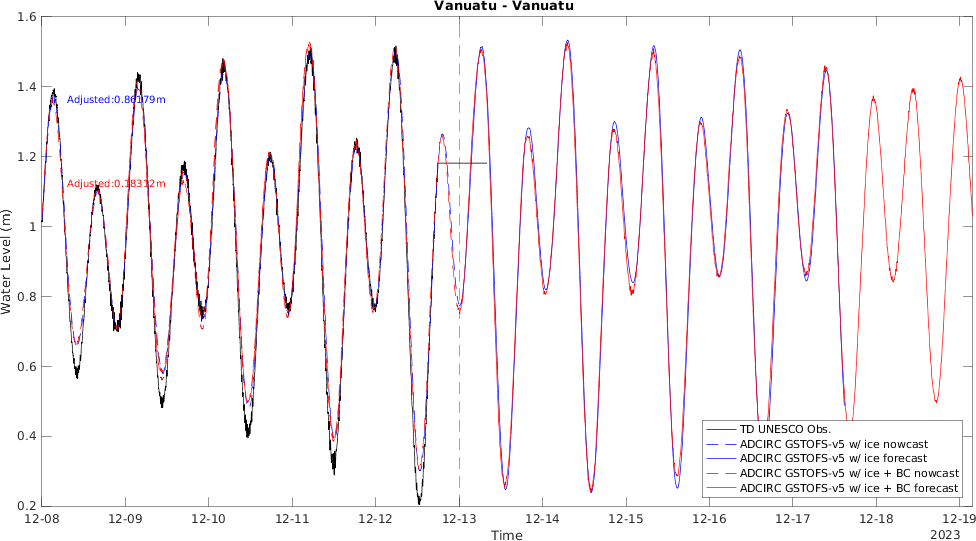 Vanuatu - Vanuatu
1.6
1.4
1.2
1
0.8
0.6
0.4
0.2
Water Level (m)
Adjusted:0.86179m
Adjusted:0.18312m
TD UNESCO Obs.
ADCIRC GSTOFS-v5 w/ ice nowcast
ADCIRC GSTOFS-v5 w/ ice forecast
ADCIRC GSTOFS-v5 w/ ice + BC nowcast
ADCIRC GSTOFS-v5 w/ ice + BC forecast
12-08 12-09 12-10 12-11 12-12 12-13 12-14 12-15 12-16 12-17 12-18 12-19
Time
2023